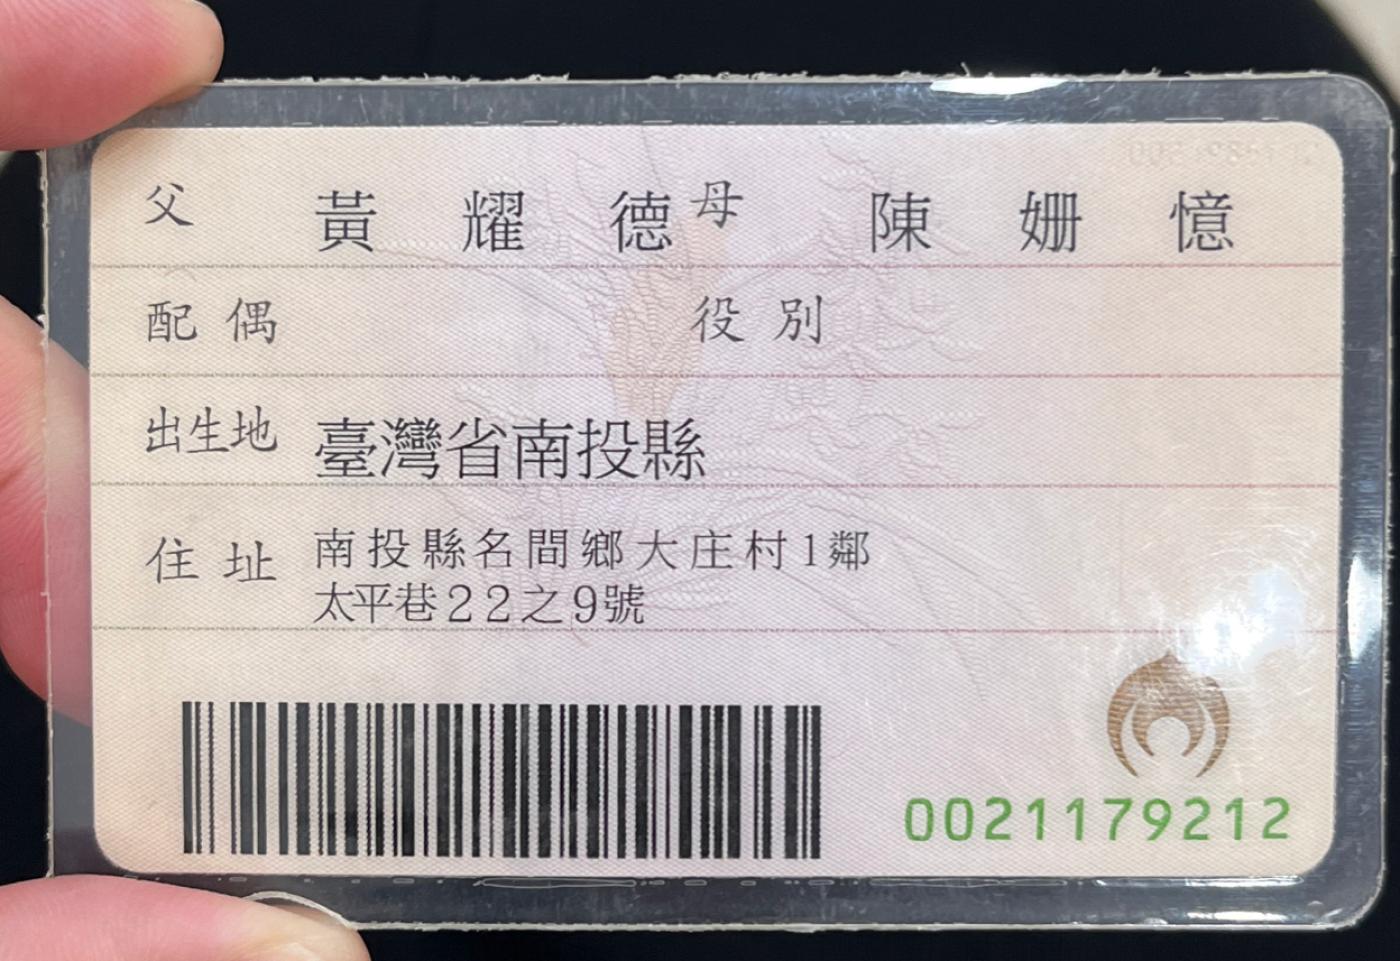 父 黃耀德 母 陳姍憶
配偶 役別
出生地 臺灣省南投縣
住址 南投縣名間鄉大庄村1鄰
太平巷22之9號
0021179212